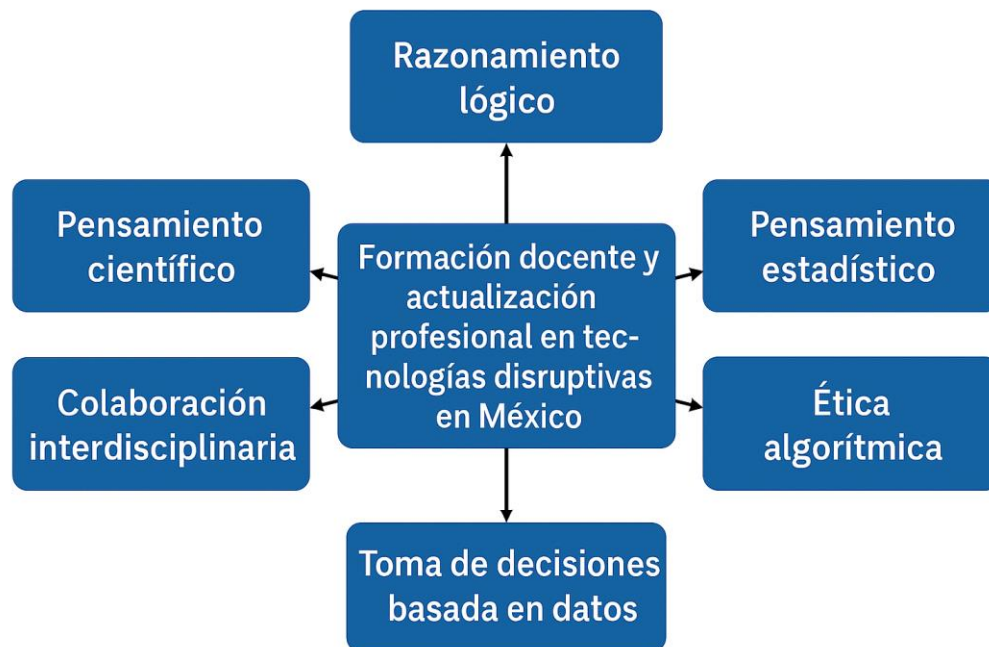 Razonamiento
lógico
Pensamiento
científico
Formación docente y
actualización
profesional en tec-
nologías disruptivas
en México
Pensamiento
estadístico
Colaboración
interdisciplinaria
Ética
algorítmica
Toma de decisiones
basada en datos